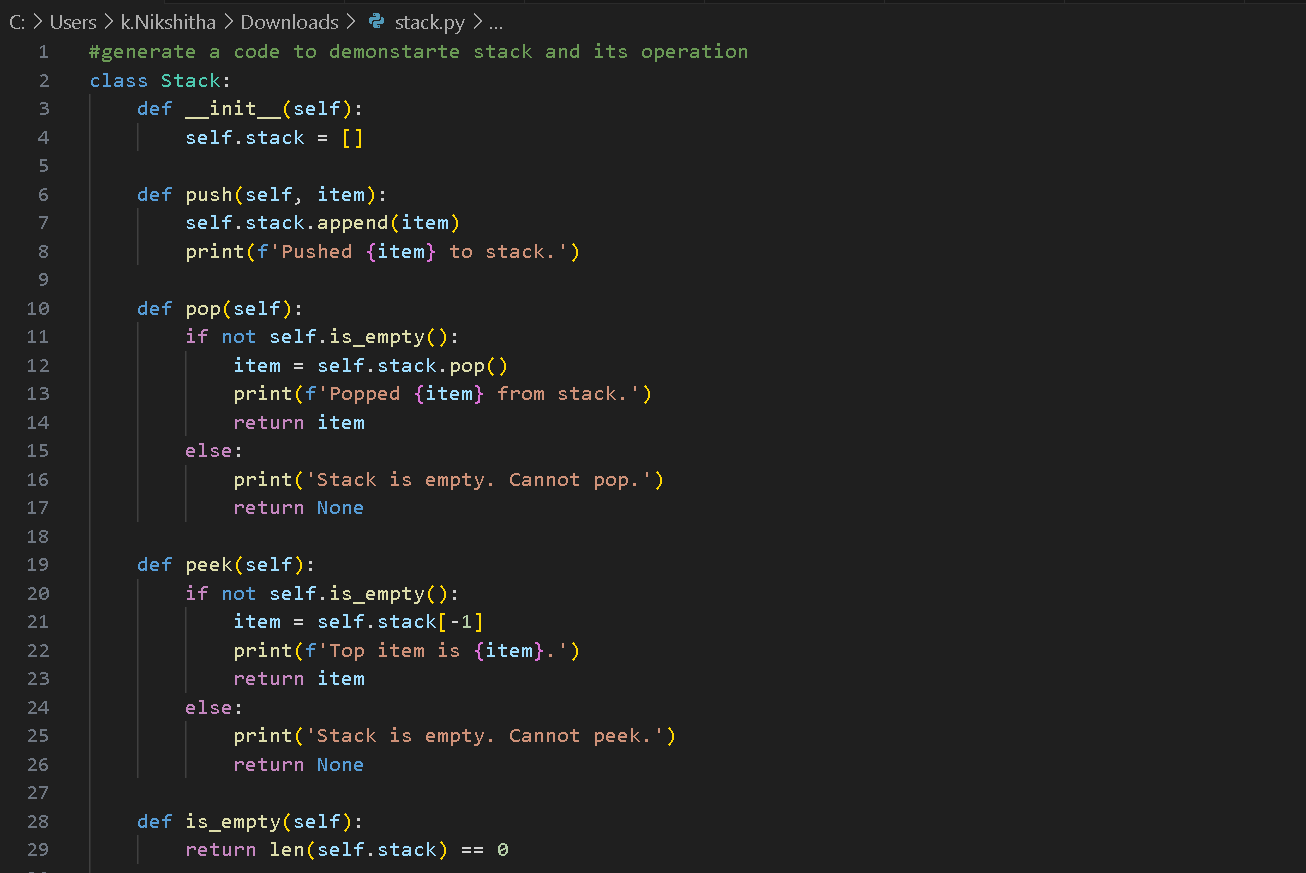 C: > Users > k.Nikshitha > Downloads > stack.py > ...
1 #generate a code to demonstarte stack and its operation
2 class Stack:
3     def __init__(self):
4         self.stack = []
5
6     def push(self, item):
7         self.stack.append(item)
8         print(f'Pushed {item} to stack.')
9
10     def pop(self):
11         if not self.is_empty():
12             item = self.stack.pop()
13             print(f'Popped {item} from stack.')
14             return item
15         else:
16             print('Stack is empty. Cannot pop.')
17             return None
18
19     def peek(self):
20         if not self.is_empty():
21             item = self.stack[-1]
22             print(f'Top item is {item}.')
23             return item
24         else:
25             print('Stack is empty. Cannot peek.')
26             return None
27
28     def is_empty(self):
29         return len(self.stack) == 0